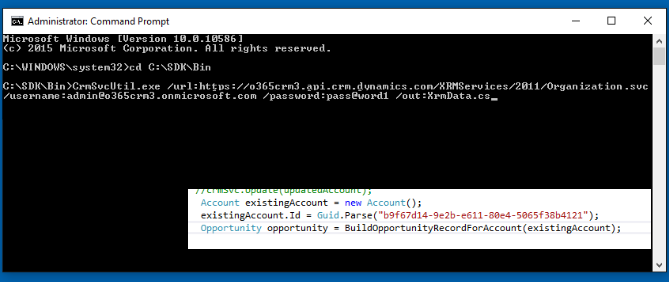 Administrator: Command Prompt
Microsoft Windows [Version 10.0.10586]
(c) 2015 Microsoft Corporation. All rights reserved.
C:\WINDOWS\system32>cd C:\SDK\Bin
C:\SDK\Bin>CrmSvcUtil.exe /url:https://o365crm3.api.crm.dynamics.com/XRMServices/2011/Organization.svc
/username:admin@o365crm3.onmicrosoft.com /password:pass@word1 /out:XrmData.cs_
//crmSvc.Update(updatedAccount);
Account existingAccount = new Account();
existingAccount.Id = Guid.Parse("b9f67d14-9e2b-e611-80e4-5065f38b4121");
Opportunity opportunity = BuildOpportunityRecordForAccount(existingAccount);